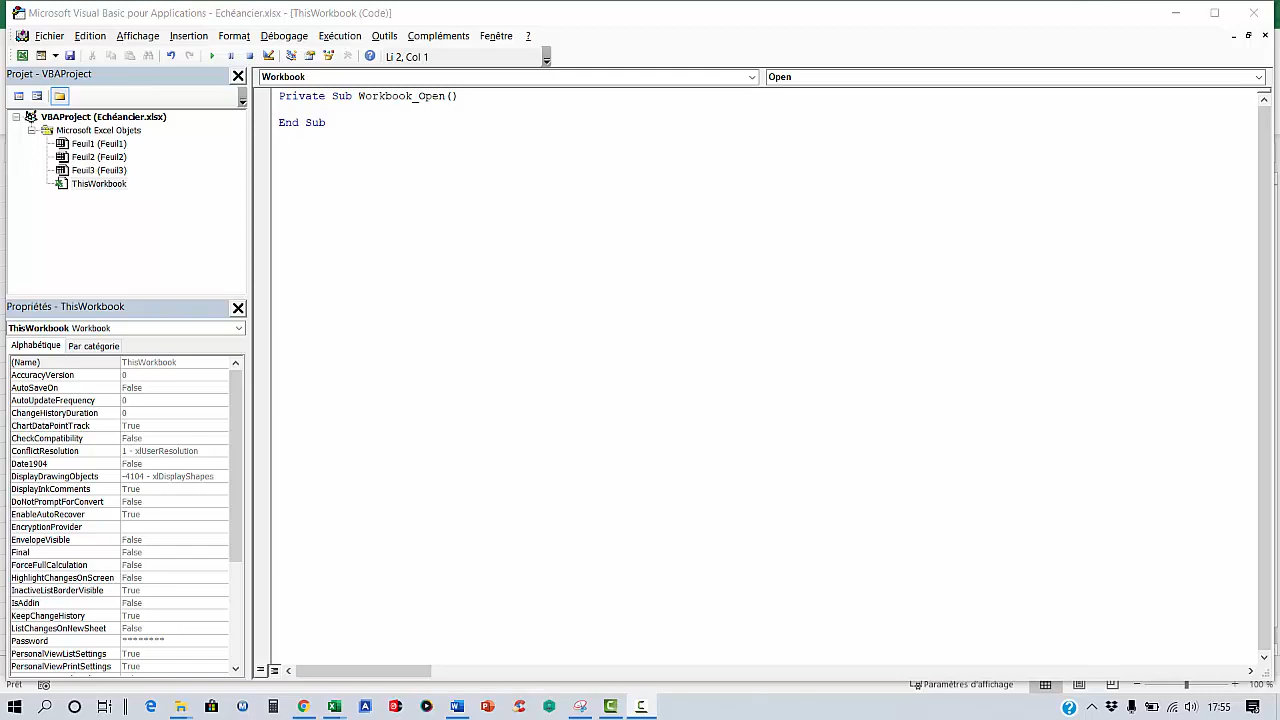 Microsoft Visual Basic pour Applications - Echéancier.xlsx - [ThisWorkbook (Code)]
Fichier Edition Affichage Insertion Format Débogage Exécution Outils Compléments Fenêtre ?
Li 2, Col 1
Projet - VBAProject
Workbook
Open
Private Sub Workbook_Open()
End Sub
VBAProject (Echéancier.xlsx)
Microsoft Excel Objets
Feuil1 (Feuil1)
Feuil2 (Feuil2)
Feuil3 (Feuil3)
ThisWorkbook
Propriétés - ThisWorkbook
ThisWorkbook Workbook
Alphabétique Par catégorie
(Name) ThisWorkbook
AccuracyVersion 0
AutoSaveOn False
AutoUpdateFrequency 0
ChangeHistoryDuration 0
ChartDataPointTrack True
CheckCompatibility False
ConflictResolution 1 - xlUserResolution
Date1904 False
DisplayDrawingObjects -4104 - xlDisplayShapes
DisplayInkComments True
DoNotPromptForConvert False
EnableAutoRecover True
EncryptionProvider
EnvelopeVisible False
Final False
ForceFullCalculation False
HighlightChangesOnScreen False
InactiveListBorderVisible True
IsAddin False
KeepChangeHistory True
ListChangesOnNewSheet False
Password ********
PersonalViewListSettings True
PersonalViewPrintSettings True
Prêt
Paramètres d'affichage
100 %
17:55